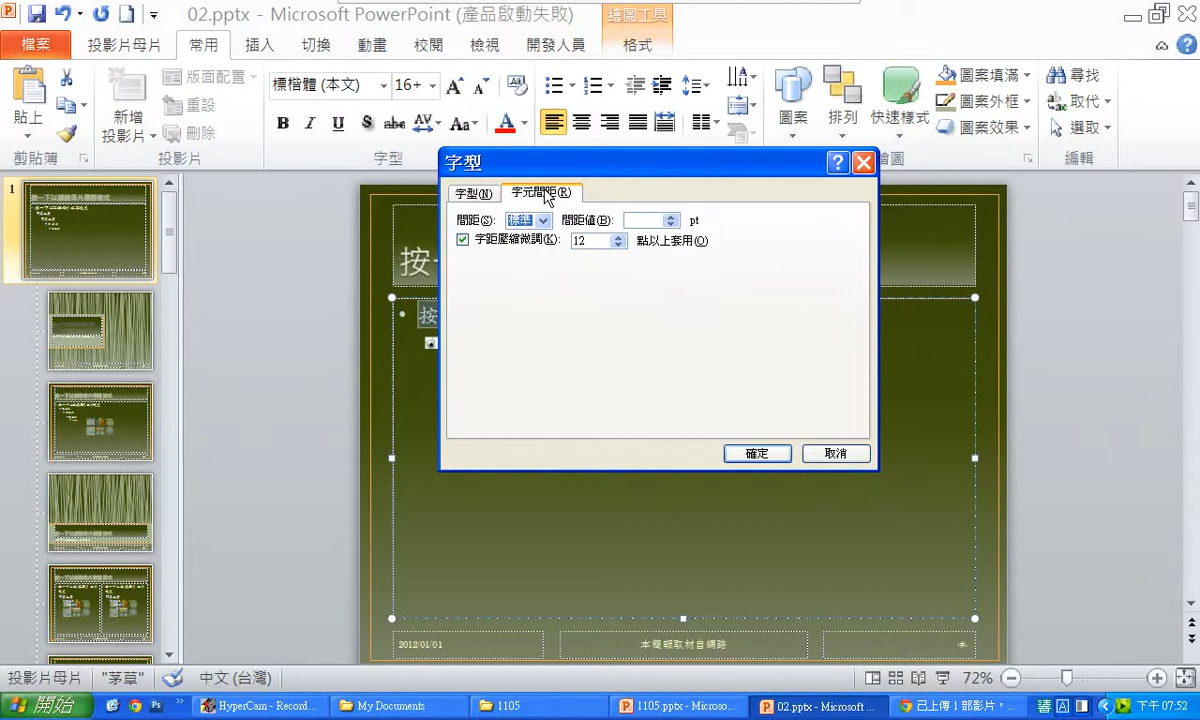 02.pptx - Microsoft PowerPoint (產品啟動失敗)
繪圖工具
檔案 投影片母片 常用 插入 切換 動畫 校閱 檢視 開發人員 格式
貼上
剪貼簿
新增
投影片
版面配置
重設
刪除
投影片
標楷體 (本文) 16+
B I U S abc AV Aa A
字型
圖案
排列
快速樣式
圖案填滿
圖案外框
圖案效果
繪圖
尋找
取代
選取
編輯
字型
字型(N) 字元間距(R)
間距(S): 標準 間距值(B): pt
字距壓縮微調(K): 12 點以上套用(O)
確定 取消
1
按一
按
2012/01/01 本簡報取材自網路 ‹#›
投影片母片 "茅草" 中文 (台灣) 72%
開始 HyperCam - Record... My Documents 1105 1105.pptx - Microso... 02.pptx - Microsoft ... 已上傳 1 部影片，... 下午 07:52